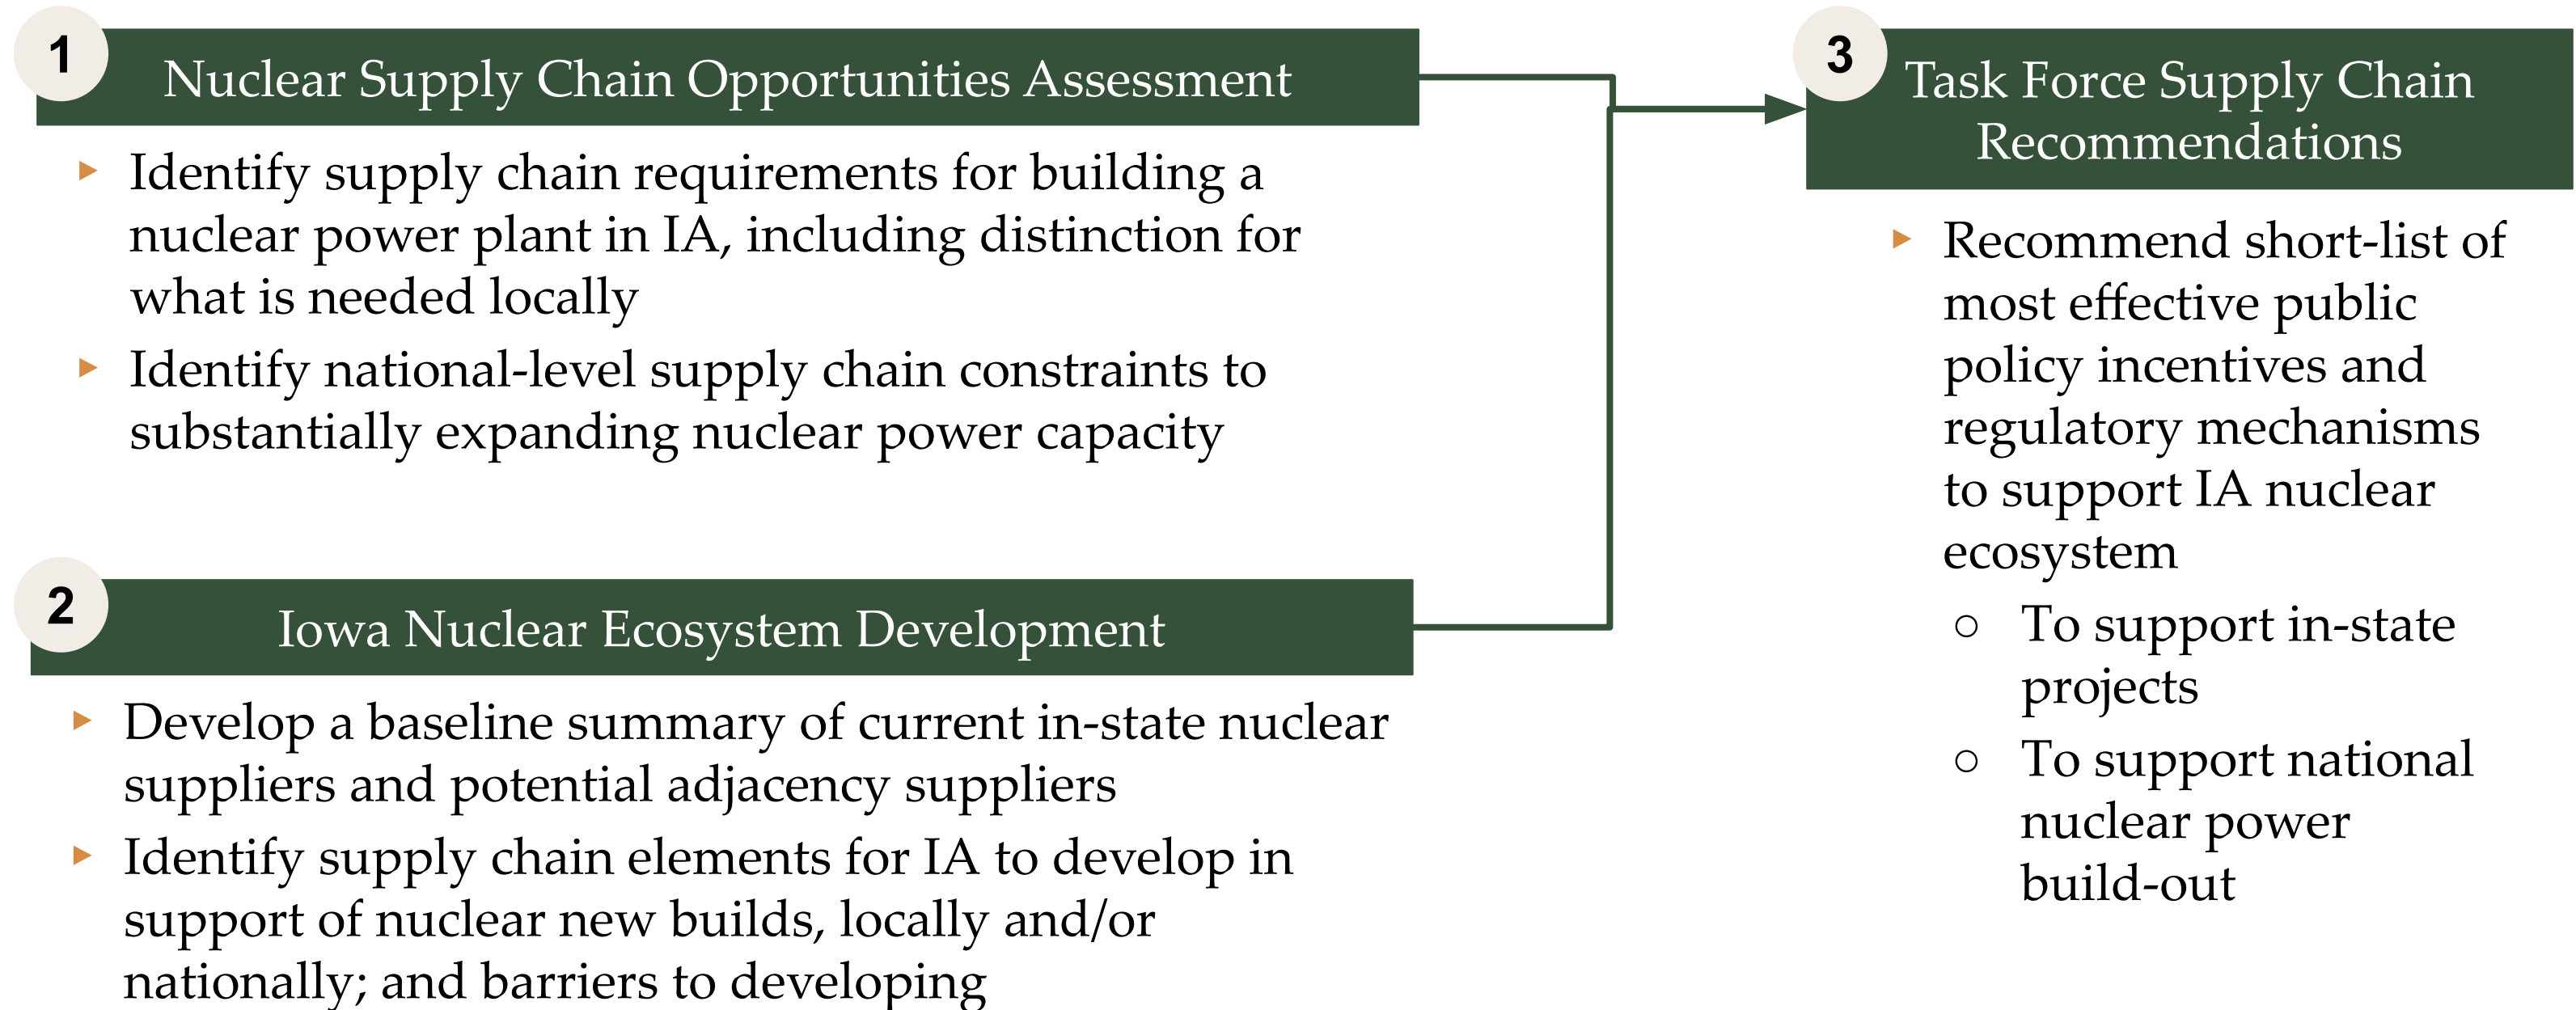 1
Nuclear Supply Chain Opportunities Assessment
▸ Identify supply chain requirements for building a
nuclear power plant in IA, including distinction for
what is needed locally
▸ Identify national-level supply chain constraints to
substantially expanding nuclear power capacity
2
Iowa Nuclear Ecosystem Development
▸ Develop a baseline summary of current in-state nuclear
suppliers and potential adjacency suppliers
▸ Identify supply chain elements for IA to develop in
support of nuclear new builds, locally and/or
nationally; and barriers to developing
3
Task Force Supply Chain
Recommendations
▸ Recommend short-list of
most effective public
policy incentives and
regulatory mechanisms
to support IA nuclear
ecosystem
○ To support in-state
projects
○ To support national
nuclear power
build-out